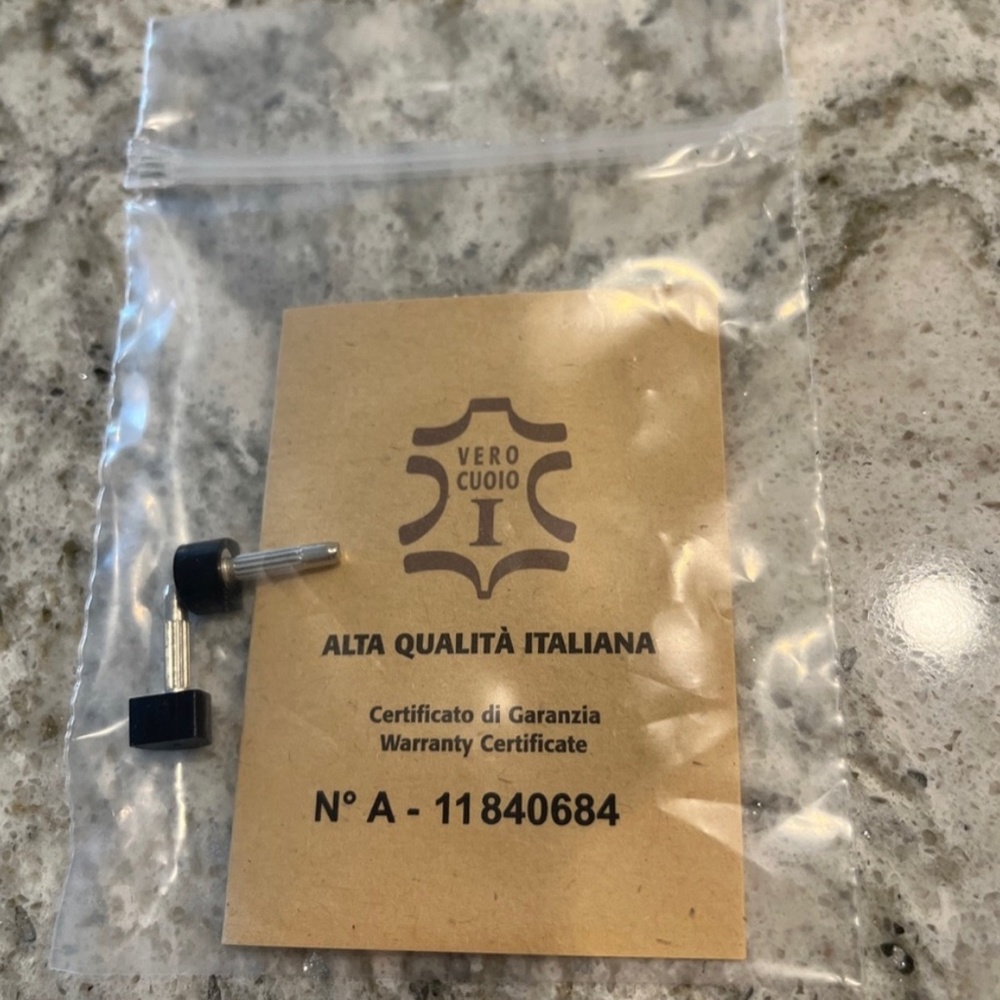 VERO
CUOIO
I
ALTA QUALITÀ ITALIANA
Certificato di Garanzia
Warranty Certificate
N° A - 11840684